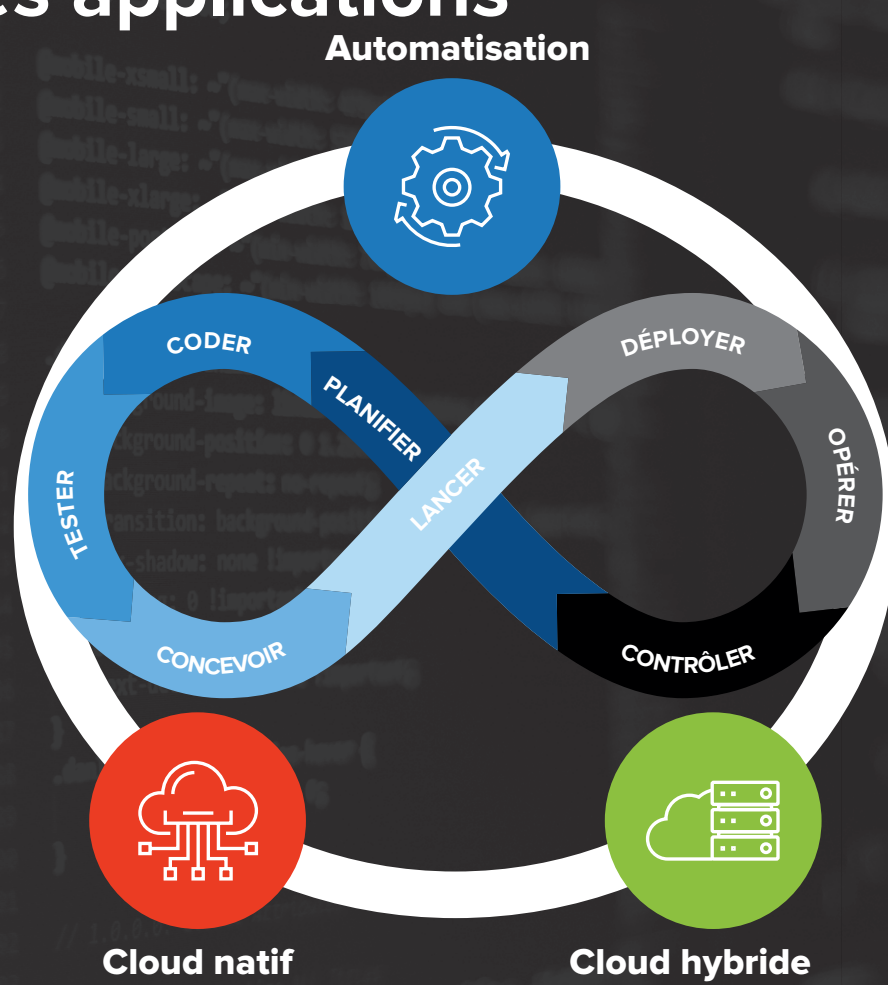 es applications
Automatisation
CODER
PLANIFIER
DÉPLOYER
OPÉRER
TESTER
LANCER
CONCEVOIR
CONTRÔLER
Cloud natif
Cloud hybride